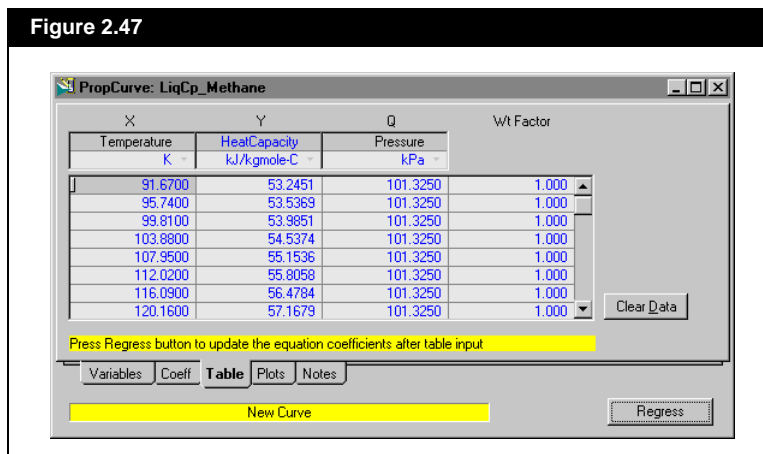 Figure 2.47
PropCurve: LiqCp_Methane
X Y Q Wt Factor
Temperature HeatCapacity Pressure
K kJ/kgmole-C kPa
91.6700 53.2451 101.3250 1.000
95.7400 53.5369 101.3250 1.000
99.8100 53.9851 101.3250 1.000
103.8800 54.5374 101.3250 1.000
107.9500 55.1536 101.3250 1.000
112.0200 55.8058 101.3250 1.000
116.0900 56.4784 101.3250 1.000
120.1600 57.1679 101.3250 1.000
Clear Data
Press Regress button to update the equation coefficients after table input
Variables Coeff Table Plots Notes
New Curve
Regress